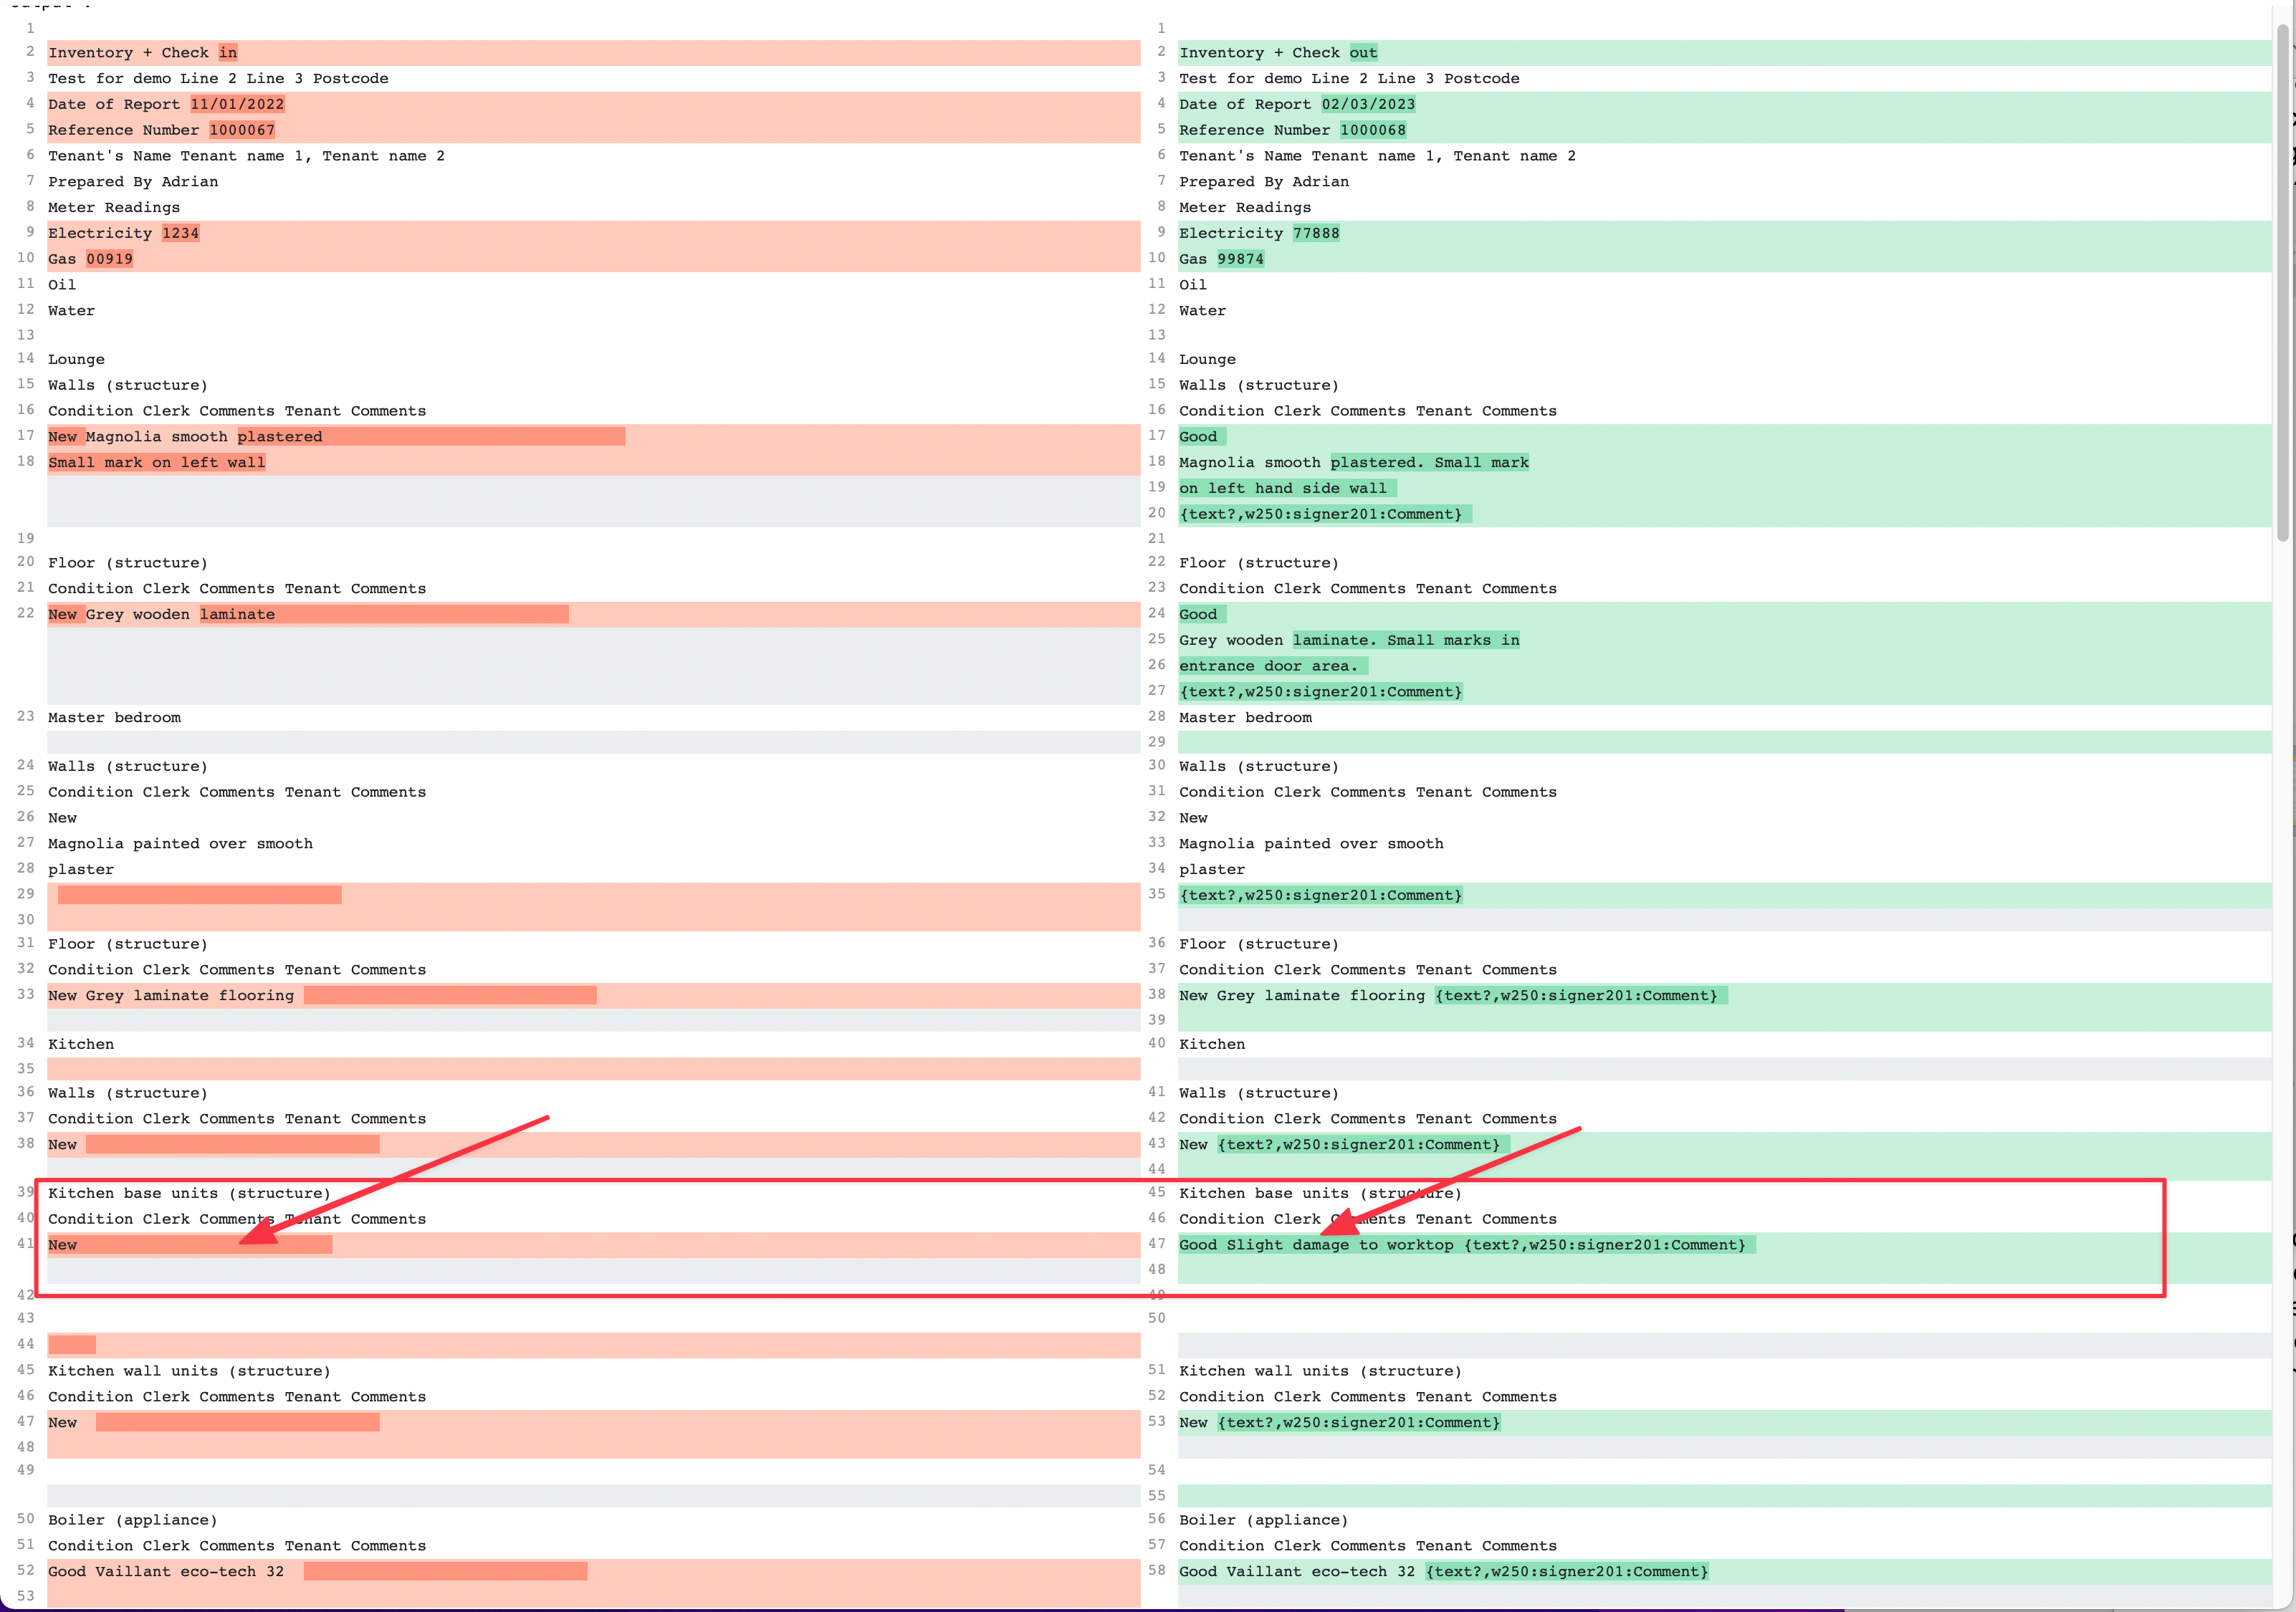 1
2 Inventory + Check in
3 Test for demo Line 2 Line 3 Postcode
4 Date of Report 11/01/2022
5 Reference Number 1000067
6 Tenant's Name Tenant name 1, Tenant name 2
7 Prepared By Adrian
8 Meter Readings
9 Electricity 1234
10 Gas 00919
11 Oil
12 Water
13
14 Lounge
15 Walls (structure)
16 Condition Clerk Comments Tenant Comments
17 New Magnolia smooth plastered
18 Small mark on left wall
19
20 Floor (structure)
21 Condition Clerk Comments Tenant Comments
22 New Grey wooden laminate
23 Master bedroom
24 Walls (structure)
25 Condition Clerk Comments Tenant Comments
26 New
27 Magnolia painted over smooth
28 plaster
29
30
31 Floor (structure)
32 Condition Clerk Comments Tenant Comments
33 New Grey laminate flooring
34 Kitchen
35
36 Walls (structure)
37 Condition Clerk Comments Tenant Comments
38 New
39 Kitchen base units (structure)
40 Condition Clerk Comments Tenant Comments
41 New
42
43
44
45 Kitchen wall units (structure)
46 Condition Clerk Comments Tenant Comments
47 New
48
49
50 Boiler (appliance)
51 Condition Clerk Comments Tenant Comments
52 Good Vaillant eco-tech 32
53
1
2 Inventory + Check out
3 Test for demo Line 2 Line 3 Postcode
4 Date of Report 02/03/2023
5 Reference Number 1000068
6 Tenant's Name Tenant name 1, Tenant name 2
7 Prepared By Adrian
8 Meter Readings
9 Electricity 77888
10 Gas 99874
11 Oil
12 Water
13
14 Lounge
15 Walls (structure)
16 Condition Clerk Comments Tenant Comments
17 Good
18 Magnolia smooth plastered. Small mark
19 on left hand side wall
20 {text?,w250:signer201:Comment}
21
22 Floor (structure)
23 Condition Clerk Comments Tenant Comments
24 Good
25 Grey wooden laminate. Small marks in
26 entrance door area.
27 {text?,w250:signer201:Comment}
28 Master bedroom
29
30 Walls (structure)
31 Condition Clerk Comments Tenant Comments
32 New
33 Magnolia painted over smooth
34 plaster
35 {text?,w250:signer201:Comment}
36 Floor (structure)
37 Condition Clerk Comments Tenant Comments
38 New Grey laminate flooring {text?,w250:signer201:Comment}
39
40 Kitchen
41 Walls (structure)
42 Condition Clerk Comments Tenant Comments
43 New {text?,w250:signer201:Comment}
44
45 Kitchen base units (structure)
46 Condition Clerk Comments Tenant Comments
47 Good Slight damage to worktop {text?,w250:signer201:Comment}
48
49
50
51 Kitchen wall units (structure)
52 Condition Clerk Comments Tenant Comments
53 New {text?,w250:signer201:Comment}
54
55
56 Boiler (appliance)
57 Condition Clerk Comments Tenant Comments
58 Good Vaillant eco-tech 32 {text?,w250:signer201:Comment}